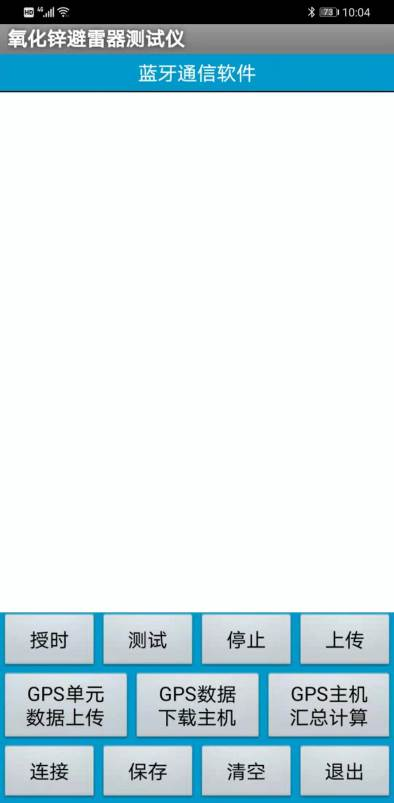 HD 4G 73 10:04
氧化锌避雷器测试仪
蓝牙通信软件
授时 测试 停止 上传
GPS单元 GPS数据 GPS主机
数据上传 下载主机 汇总计算
连接 保存 清空 退出